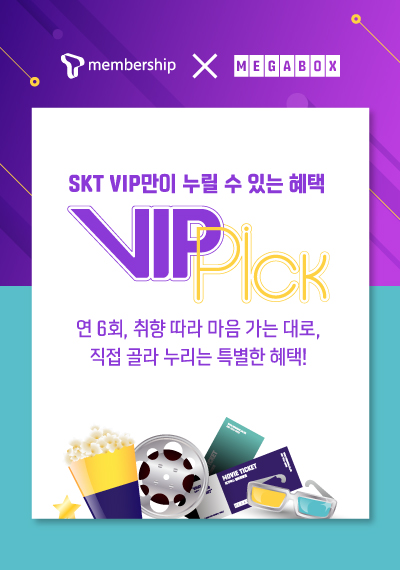 membership
MEGABOX
SKT VIP만이 누릴 수 있는 혜택
VIP Pick
연 6회, 취향 따라 마음 가는 대로,
직접 골라 누리는 특별한 혜택!
MOVIE TICKET